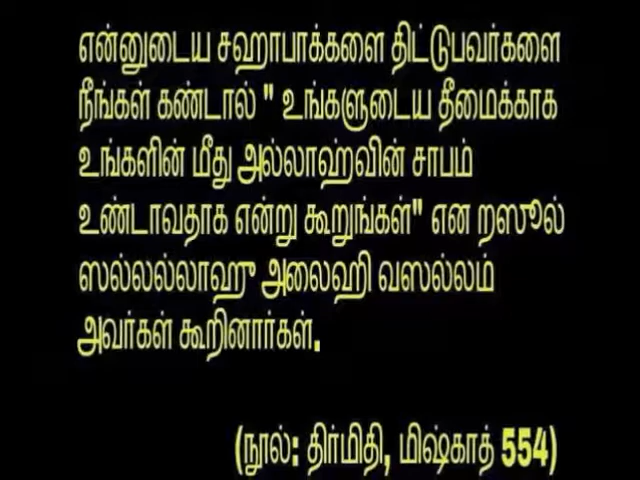 என்னுடைய சஹாபாக்களை திட்டுபவர்களை
நீங்கள் கண்டால் " உங்களுடைய தீமைக்காக
உங்களின் மீது அல்லாஹ்வின் சாபம்
உண்டாவதாக என்று கூறுங்கள்" என றஸூல்
ஸல்லல்லாஹு அலைஹி வஸல்லம்
அவர்கள் கூறினார்கள்.
(நூல்: திர்மிதி, மிஷ்காத் 554)